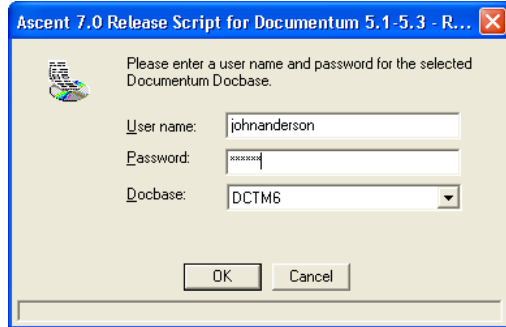 Ascent 7.0 Release Script for Documentum 5.1-5.3 - R...
Please enter a user name and password for the selected
Documentum Docbase.
User name: johnanderson
Password: xxxxxx
Docbase: DCTM6
OK Cancel